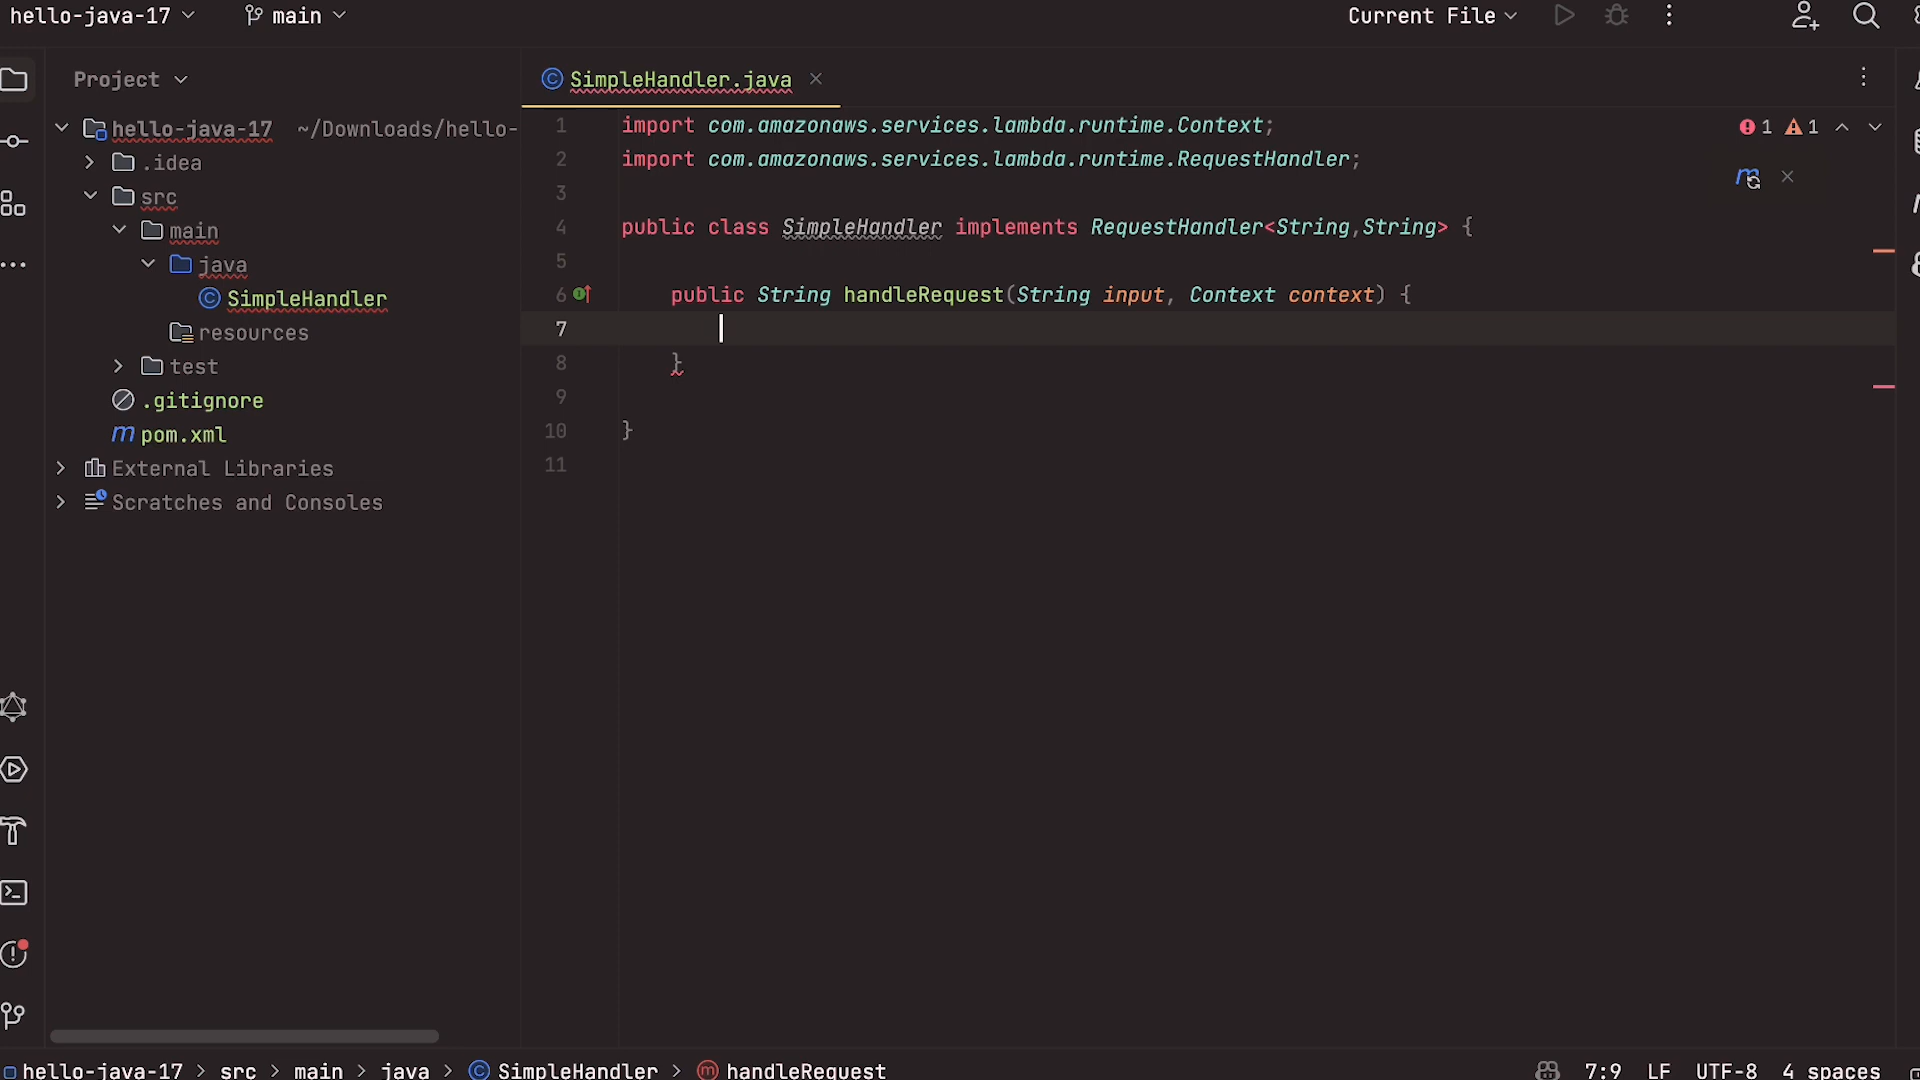 hello-java-17 main Current File
Project
SimpleHandler.java
hello-java-17 ~/Downloads/hello-
.idea
src
main
java
SimpleHandler
resources
test
.gitignore
pom.xml
External Libraries
Scratches and Consoles
1 import com.amazonaws.services.lambda.runtime.Context;
2 import com.amazonaws.services.lambda.runtime.RequestHandler;
3
4 public class SimpleHandler implements RequestHandler<String,String> {
5
6 public String handleRequest(String input, Context context) {
7
8 }
9
10 }
11
1 1
hello-java-17 > src > main > java > SimpleHandler > handleRequest
7:9 LF UTF-8 4 spaces